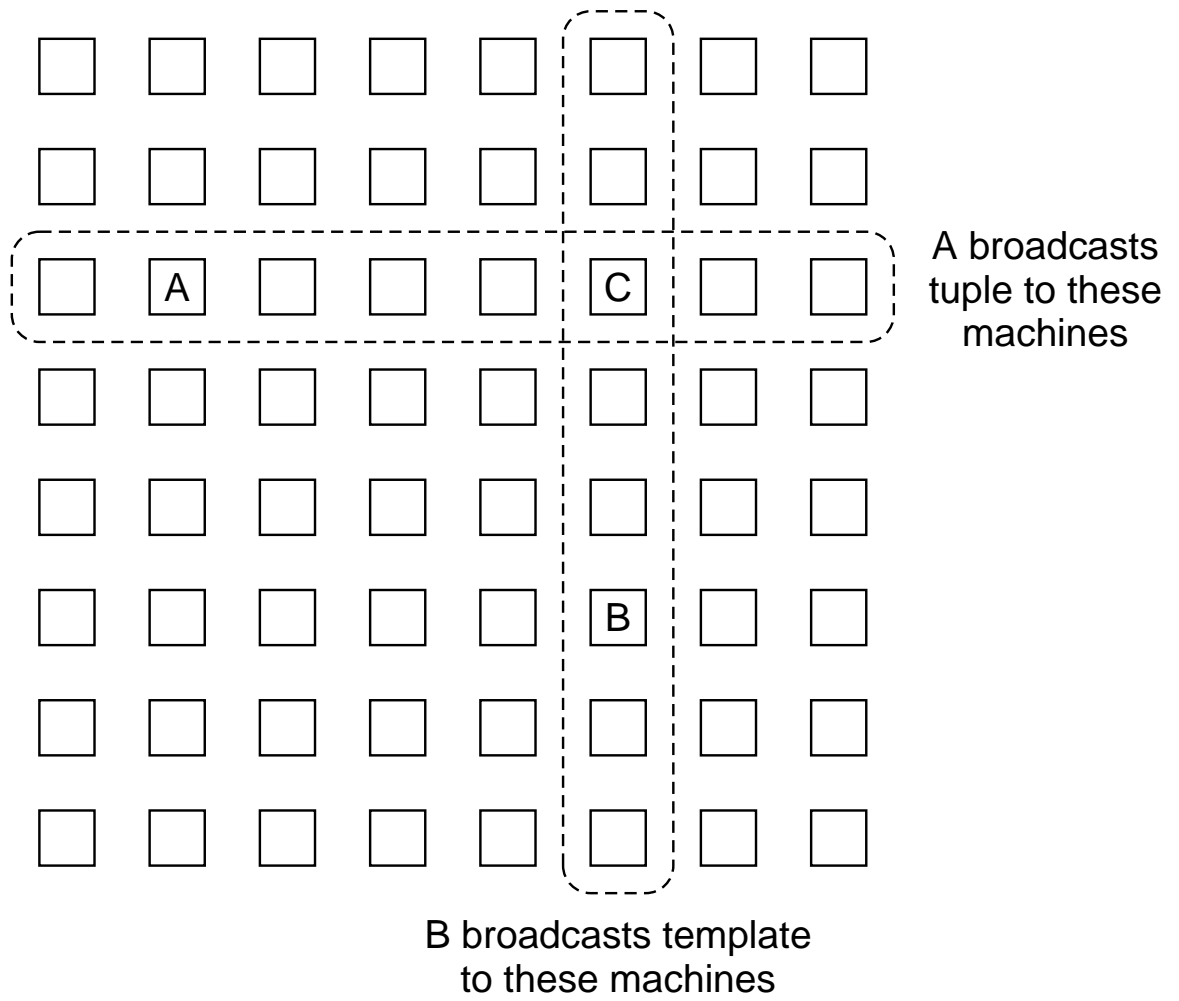 A broadcasts
tuple to these
machines
A
C
B
B broadcasts template
to these machines